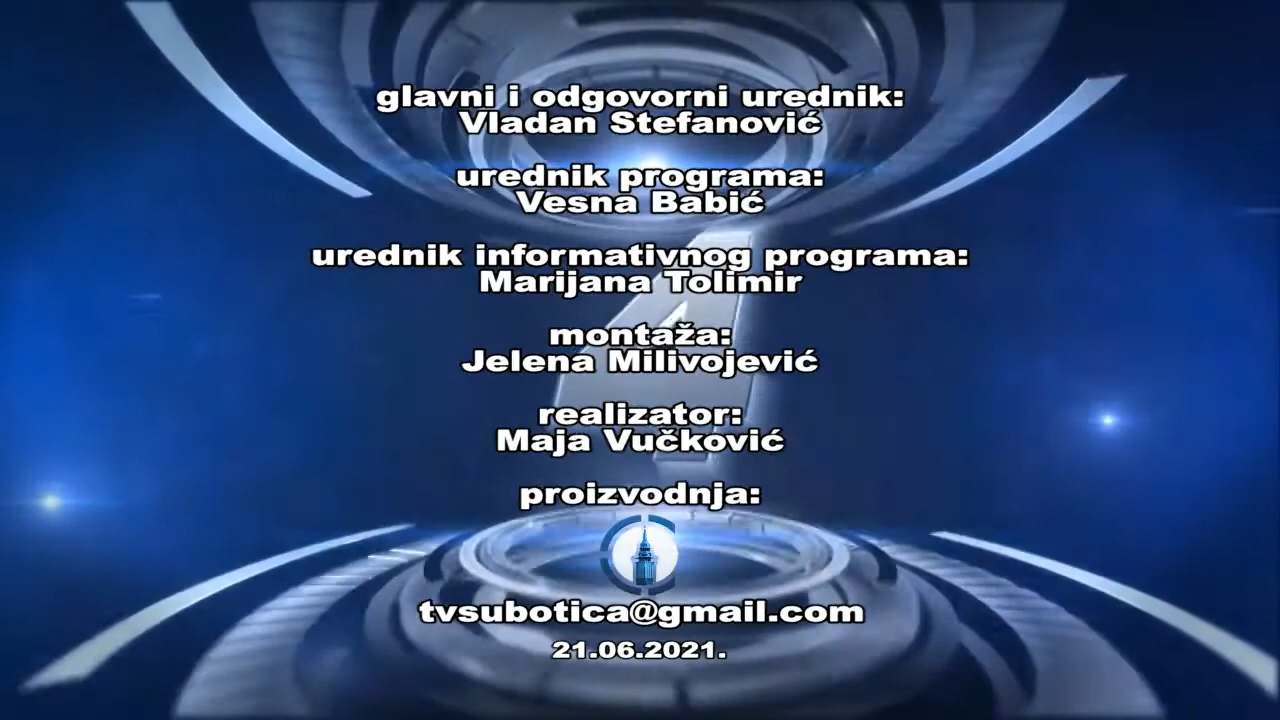 glavni i odgovorni urednik:
Vladan Stefanović
urednik programa:
Vesna Babić
urednik informativnog programa:
Marijana Tolimir
montaža:
Jelena Milivojević
realizator:
Maja Vučković
proizvodnja:
tvsubotica@gmail.com
21.06.2021.